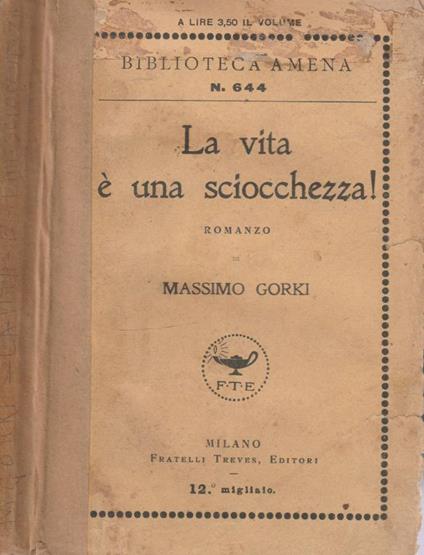 A LIRE 3,50 IL VOLUME
BIBLIOTECA AMENA
N. 644
La vita
è una sciocchezza!
ROMANZO
DI
MASSIMO GORKI
F·T·E
MILANO
FRATELLI TREVES, EDITORI
12.º migliaio.